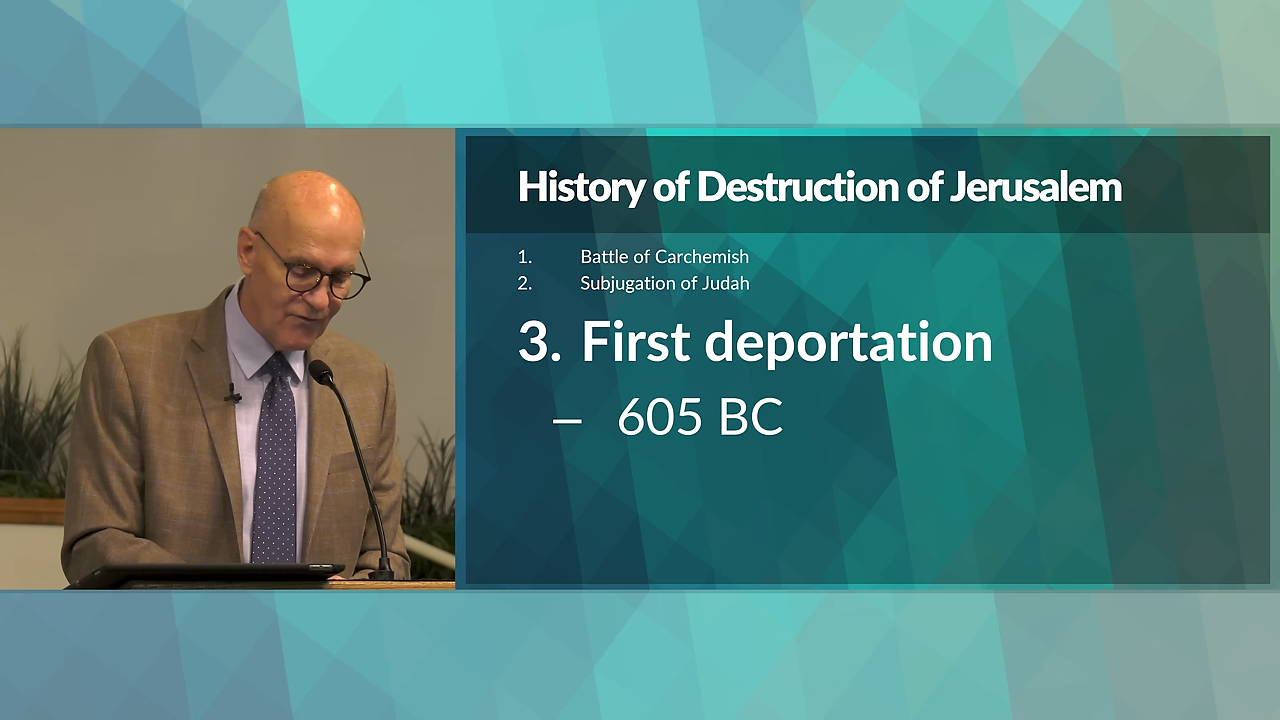 History of Destruction of Jerusalem
1. Battle of Carchemish
2. Subjugation of Judah
3. First deportation
– 605 BC